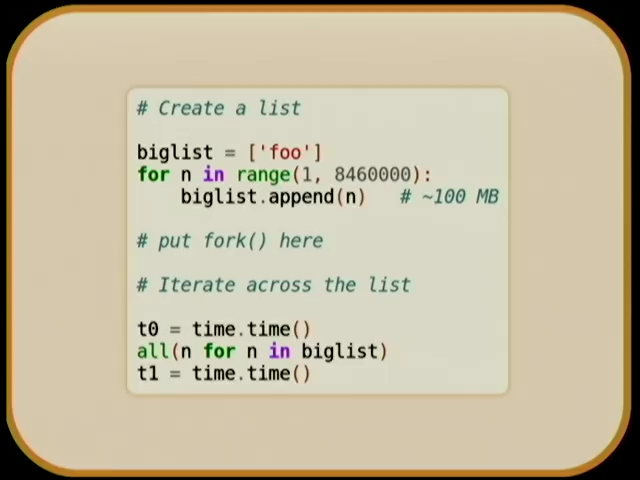 # Create a list
biglist = ['foo']
for n in range(1, 8460000):
    biglist.append(n)   # ~100 MB
# put fork() here
# Iterate across the list
t0 = time.time()
all(n for n in biglist)
t1 = time.time()